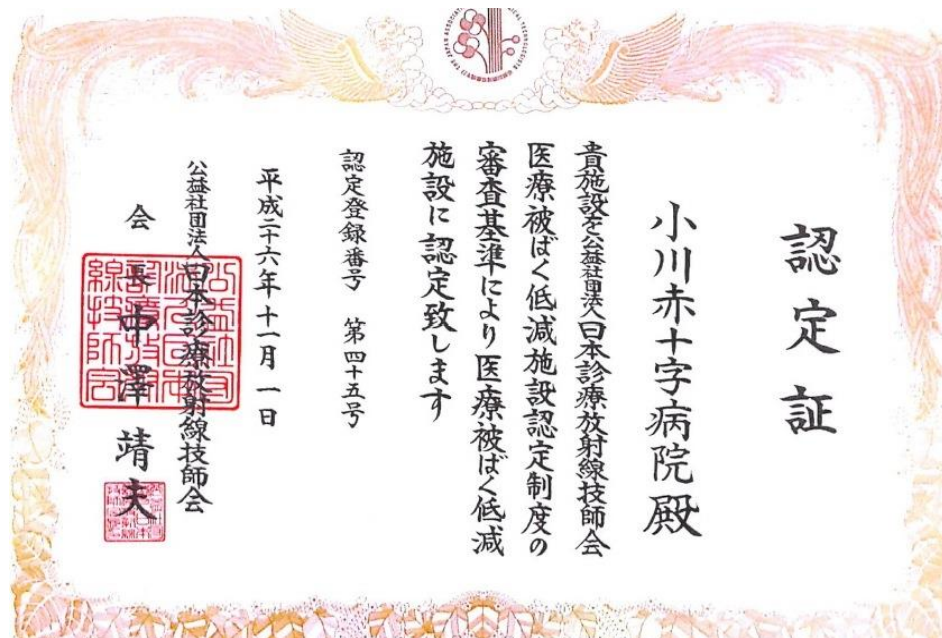 認定証
小川赤十字病院殿
貴施設を公益社団法人日本診療放射線技師会
医療被ばく低減施設認定制度の
審査基準により医療被ばく低減
施設に認定致します
認定登録番号 第四十五号
平成二十六年十一月一日
公益社団法人日本診療放射線技師会
会長 中澤靖夫